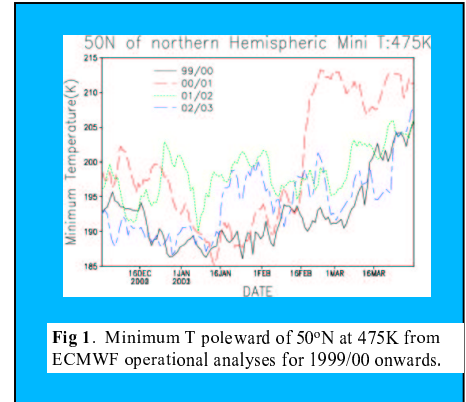 50N of northern Hemispheric Mini T:475K
215
210
205
200
195
190
185
Minimum Temperature(K)
99/00
00/01
01/02
02/03
16DEC 1JAN 16JAN 1FEB 15FEB 1MAR 16MAR
2000 2003
DATE
Fig 1. Minimum T poleward of 50°N at 475K from
ECMWF operational analyses for 1999/00 onwards.